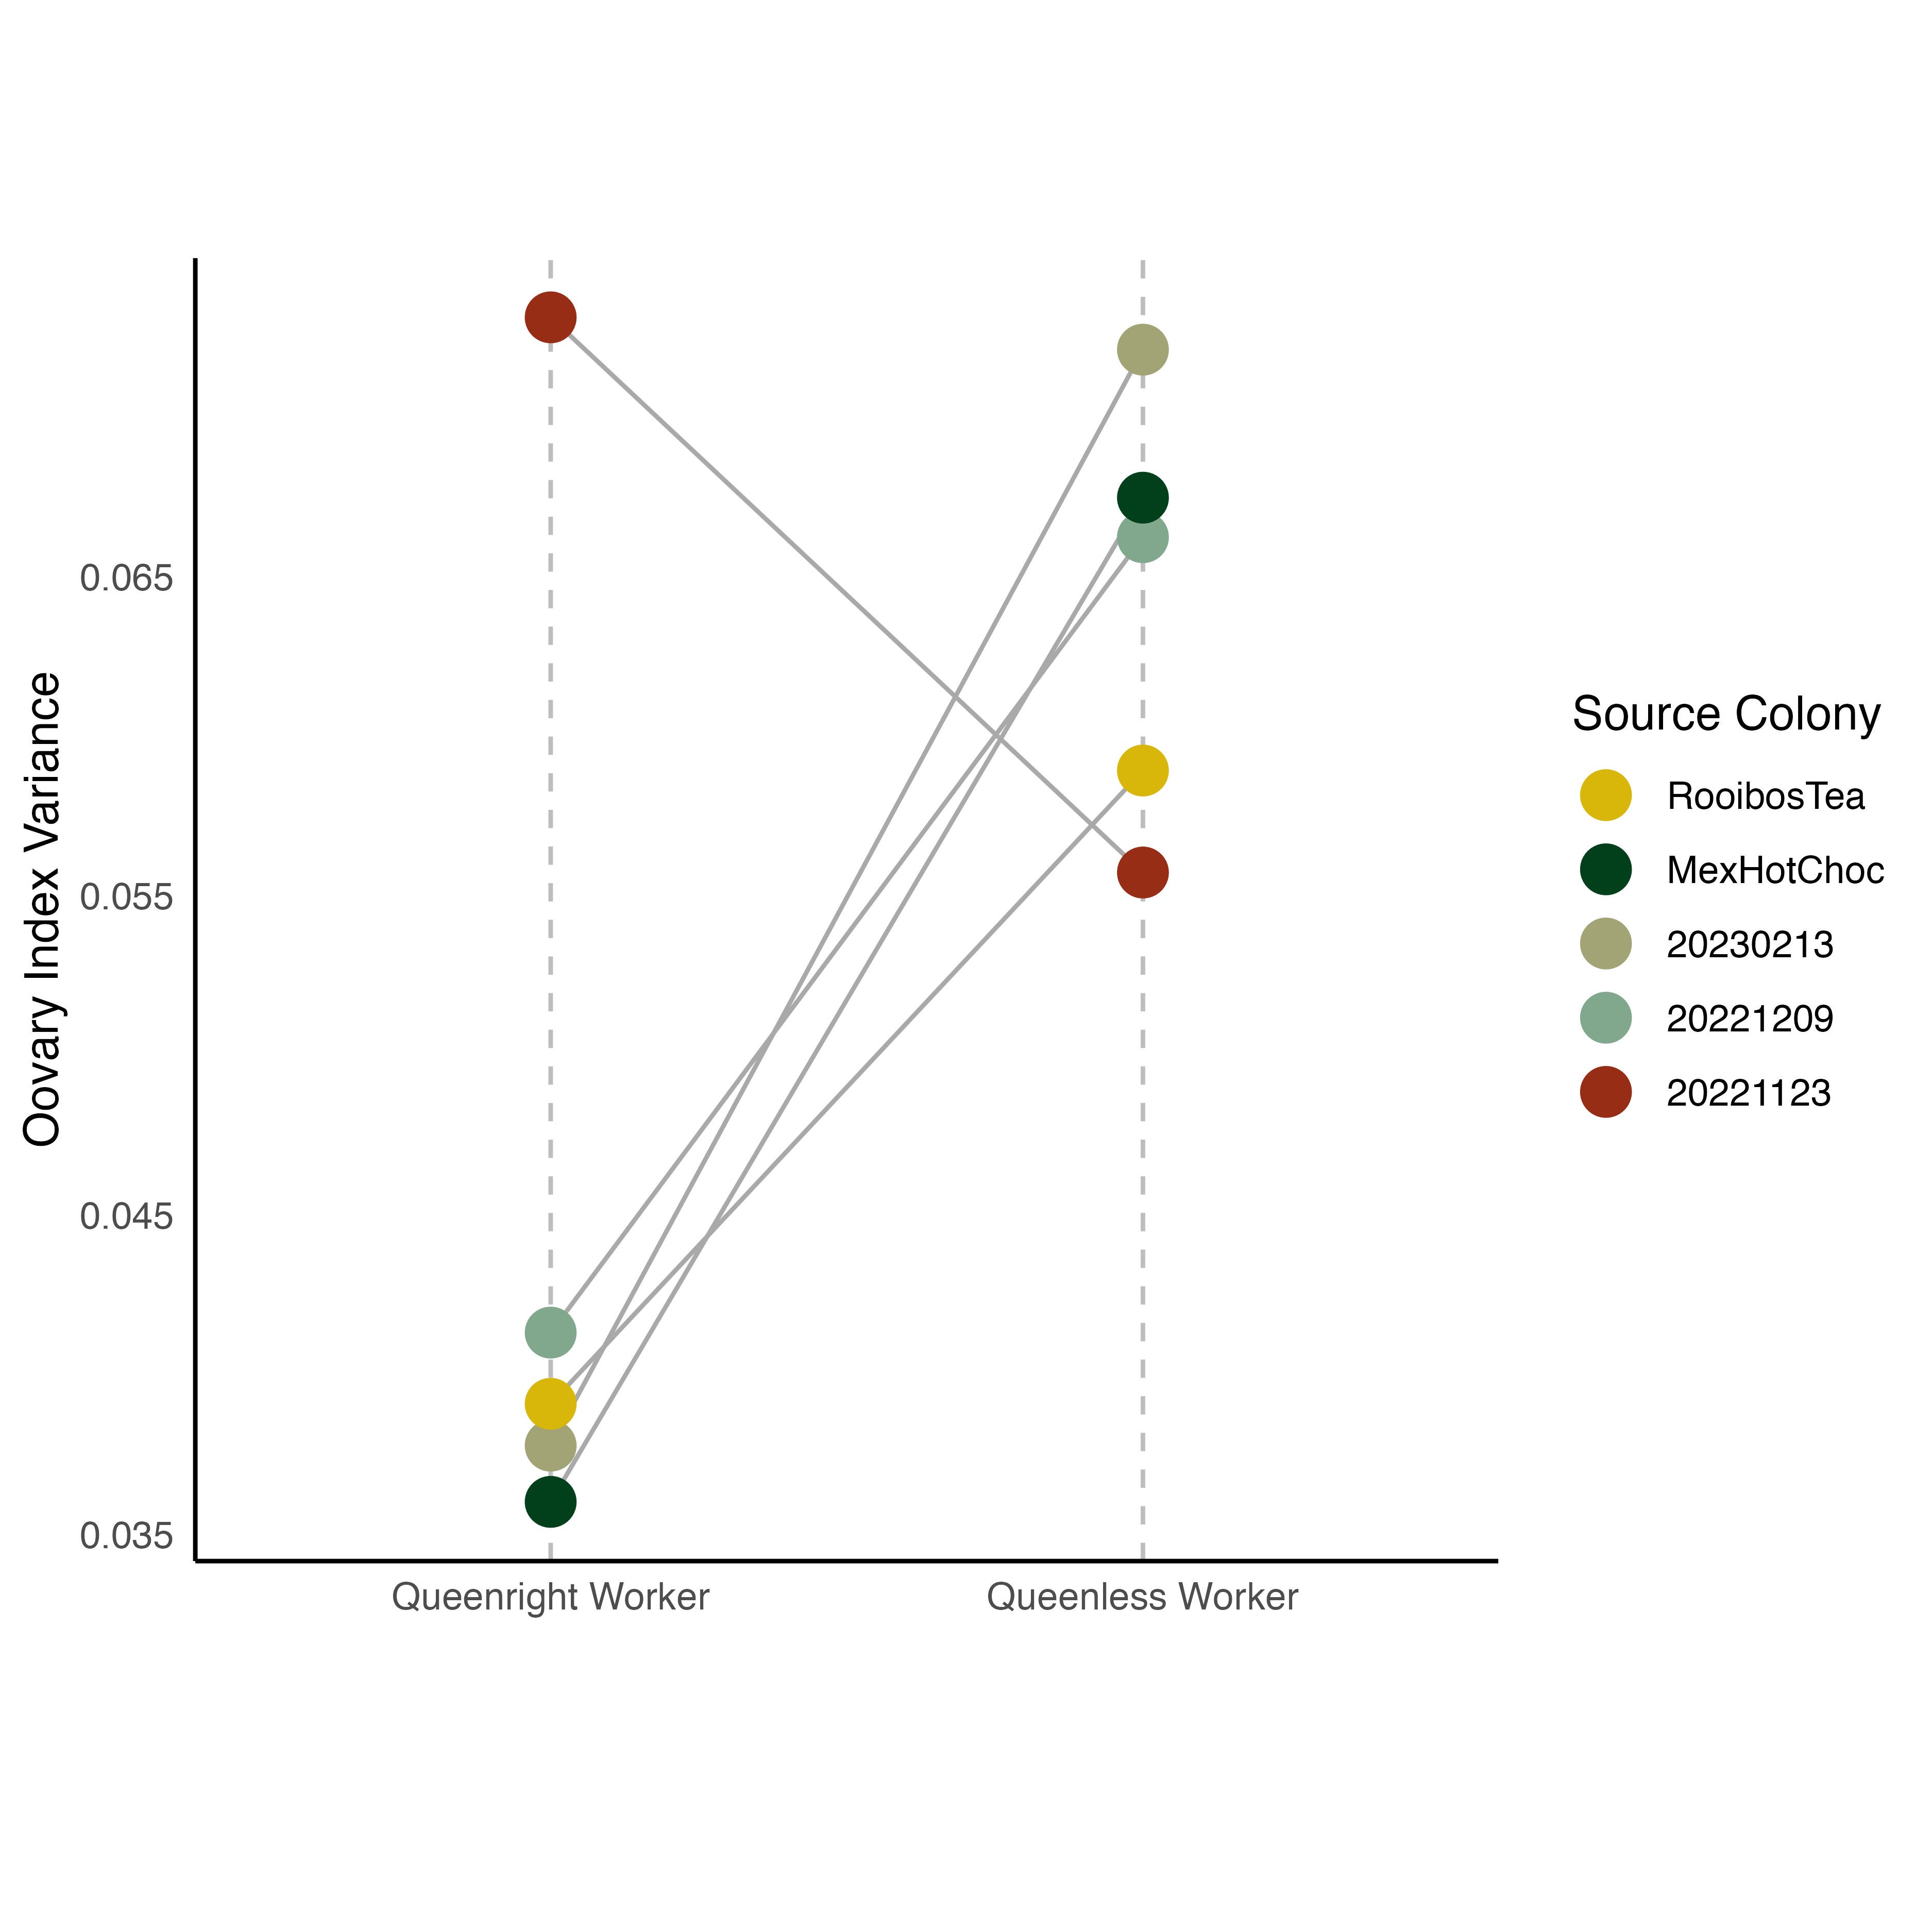 Oovary Index Variance
0.065
0.055
0.045
0.035
Queenright Worker
Queenless Worker
Source Colony
RooibosTea
MexHotChoc
20230213
20221209
20221123